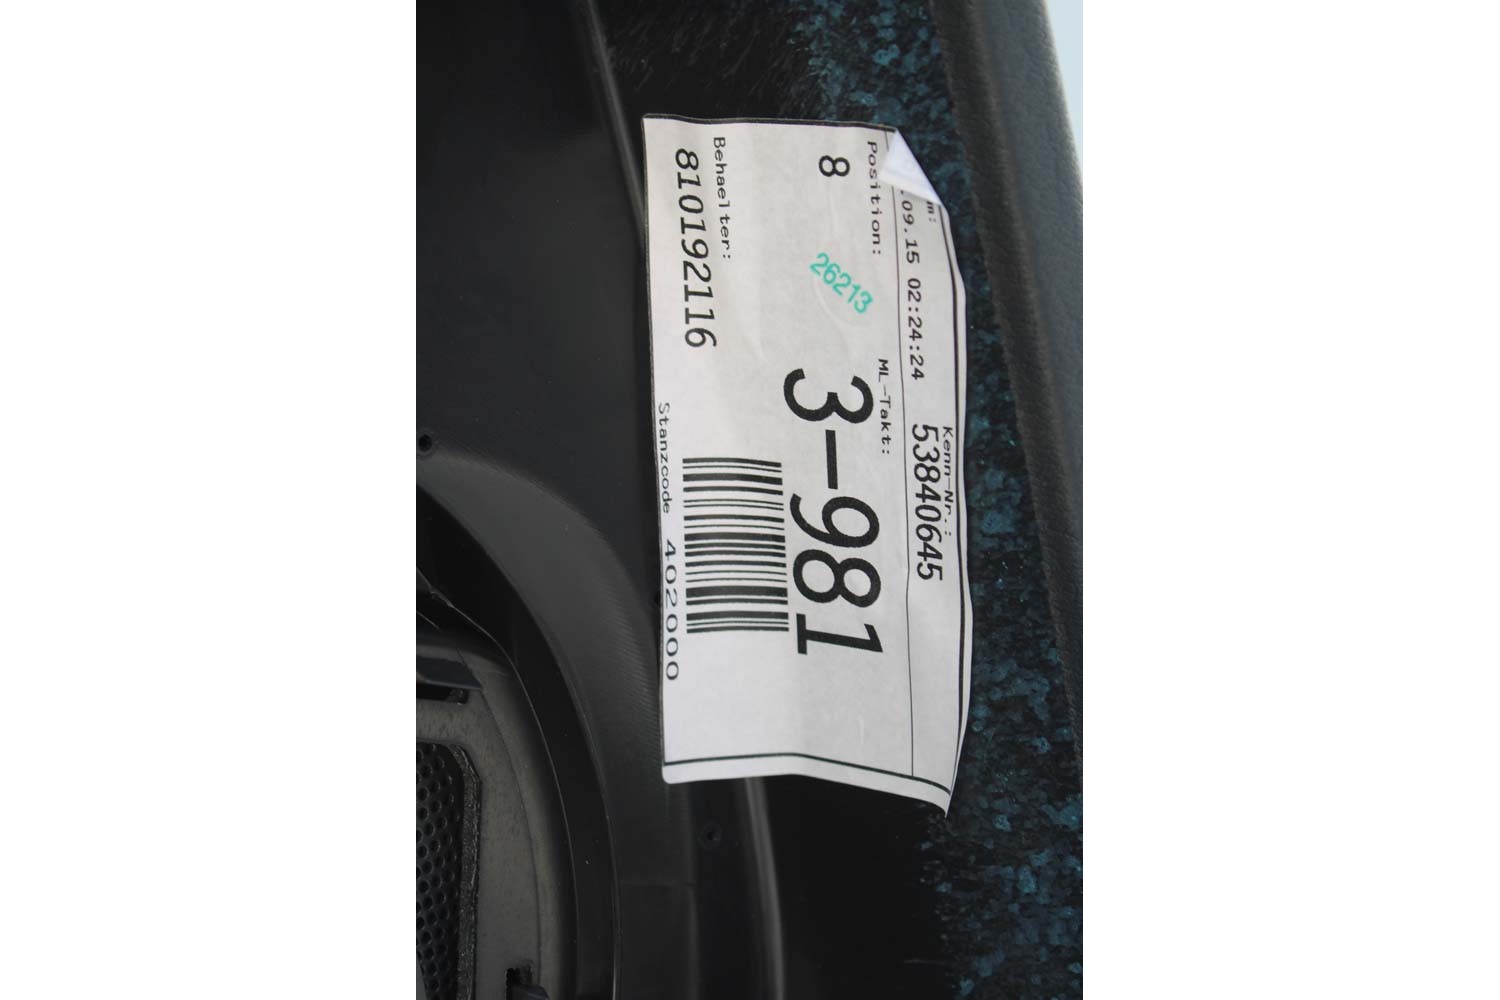 m:
.09.15 02:24:24
Kenn-Nr.:
53840645
Position:
8
26213
ML-Takt:
3-981
Behaelter:
810192116
Stanzcode 402000